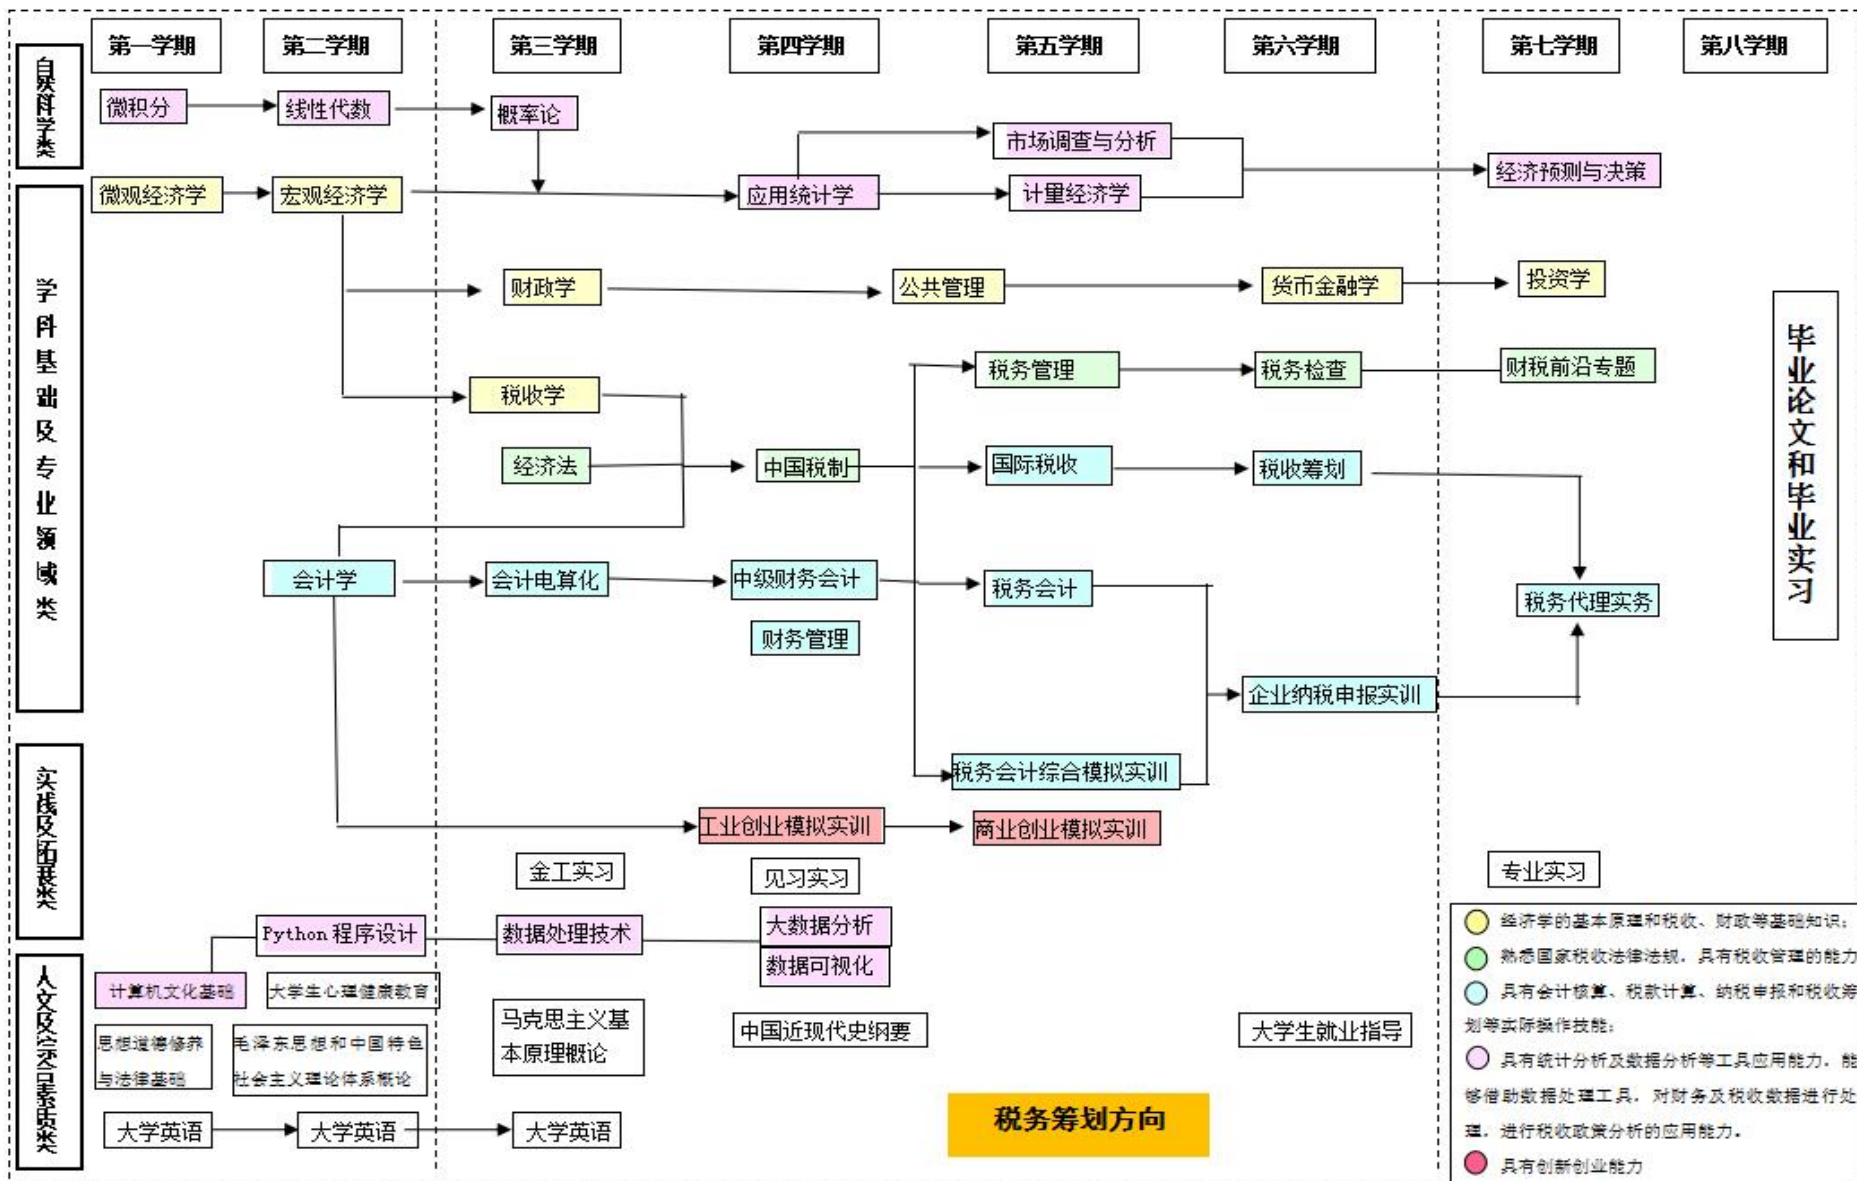 第一学期
第二学期
第三学期
第四学期
第五学期
第六学期
第七学期
第八学期
自然科学类
微积分
线性代数
概率论
市场调查与分析
经济预测与决策
学科基础及专业领域类
微观经济学
宏观经济学
应用统计学
计量经济学
财政学
公共管理
货币金融学
投资学
税务管理
税务检查
财税前沿专题
税收学
经济法
中国税制
国际税收
税收筹划
会计学
会计电算化
中级财务会计
税务会计
税务代理实务
财务管理
企业纳税申报实训
毕业论文和毕业实习
实践及拓展类
税务会计综合模拟实训
工业创业模拟实训
商业创业模拟实训
金工实习
见习实习
专业实习
Python 程序设计
数据处理技术
大数据分析
数据可视化
人文及综合素质类
计算机文化基础
大学生心理健康教育
思想道德修养
与法律基础
毛泽东思想和中国特色
社会主义理论体系概论
马克思主义基
本原理概论
中国近现代史纲要
大学生就业指导
大学英语
大学英语
大学英语
税务筹划方向
经济学的基本原理和税收、财政等基础知识；
熟悉国家税收法律法规，具有税收管理的能力
具有会计核算、税款计算、纳税申报和税收筹
划等实际操作技能；
具有统计分析及数据分析等工具应用能力，能
够借助数据处理工具，对财务及税收数据进行处
理，进行税收政策分析的应用能力。
具有创新创业能力